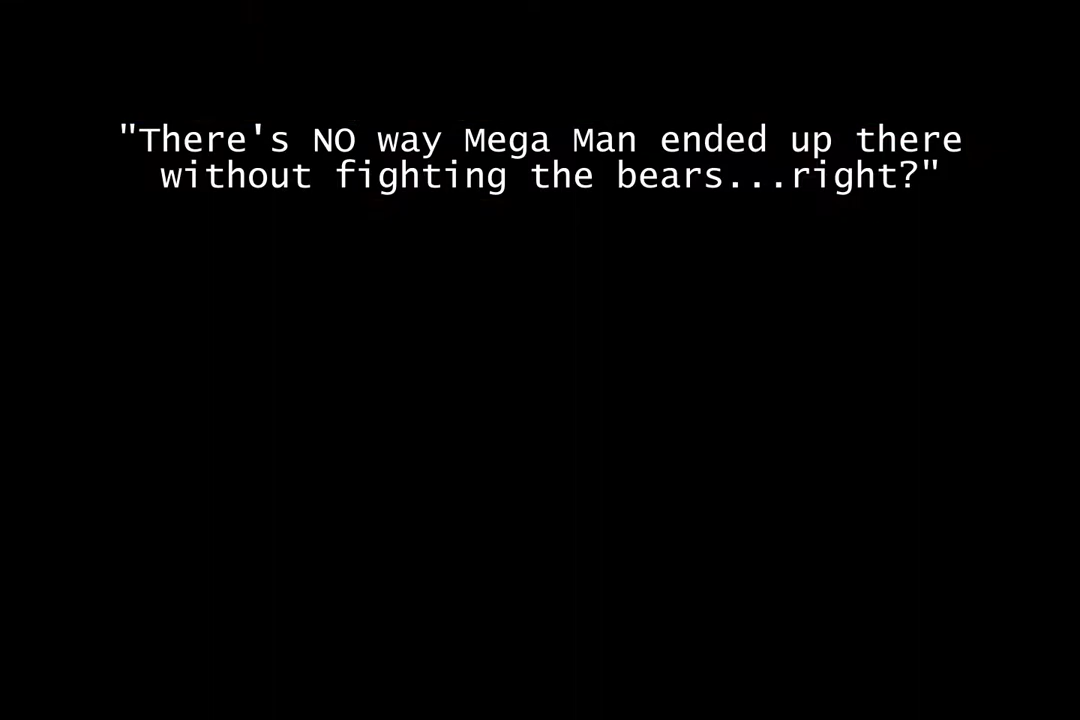 "There's NO way Mega Man ended up there
without fighting the bears...right?"